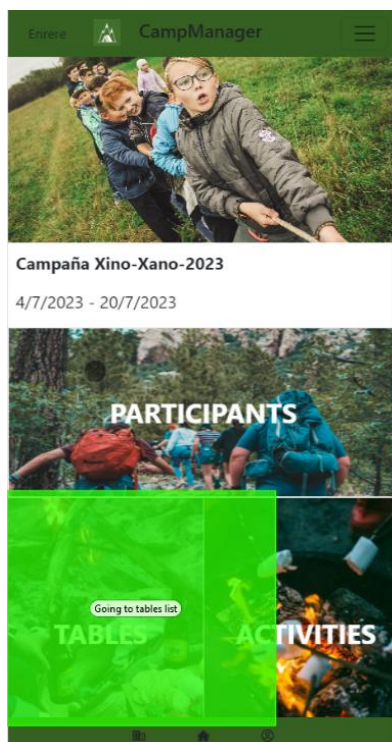 Enrere CampManager
Campaña Xino-Xano-2023
4/7/2023 - 20/7/2023
PARTICIPANTS
Going to tables list
TABLES ACTIVITIES